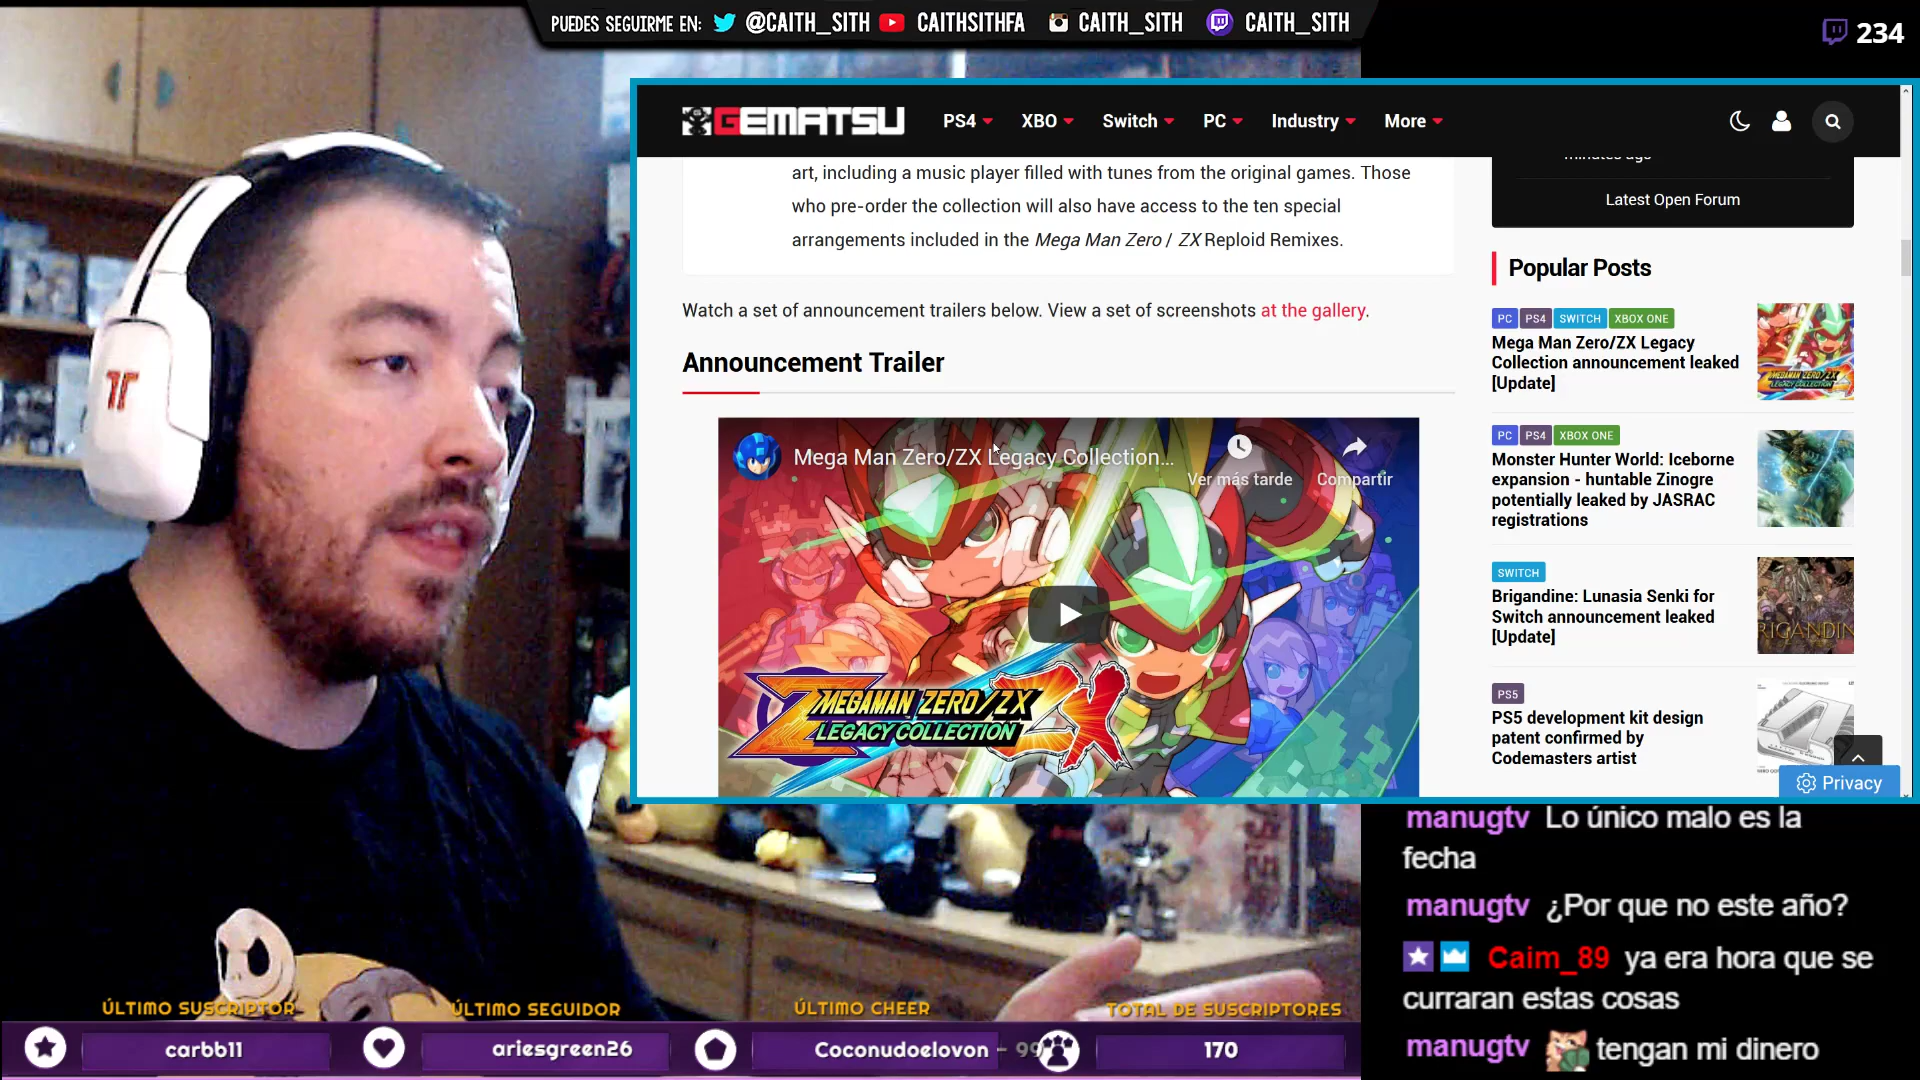 PUEDES SEGUIRME EN: @CAITH_SITH CAITHSITHFA CAITH_SITH CAITH_SITH
234
GEMATSU PS4 XBO Switch PC Industry More
art, including a music player filled with tunes from the original games. Those
who pre-order the collection will also have access to the ten special
arrangements included in the Mega Man Zero / ZX Reploid Remixes.
Watch a set of announcement trailers below. View a set of screenshots at the gallery.
Announcement Trailer
Mega Man Zero/ZX Legacy Collection...
Ver más tarde
Compartir
MEGAMAN ZERO/ZX
LEGACY COLLECTION
Z ZX
minutes ago
Latest Open Forum
Popular Posts
PC PS4 SWITCH XBOX ONE
Mega Man Zero/ZX Legacy
Collection announcement leaked
[Update]
PC PS4 XBOX ONE
Monster Hunter World: Iceborne
expansion - huntable Zinogre
potentially leaked by JASRAC
registrations
SWITCH
Brigandine: Lunasia Senki for
Switch announcement leaked
[Update]
PS5
PS5 development kit design
patent confirmed by
Codemasters artist
Privacy
manugtv Lo único malo es la
fecha
manugtv ¿Por que no este año?
Caim_89 ya era hora que se
curraran estas cosas
manugtv tengan mi dinero
ÚLTIMO SUSCRIPTOR
carbb11
ÚLTIMO SEGUIDOR
ariesgreen26
ÚLTIMO CHEER
Coconudoelovon - 99
TOTAL DE SUSCRIPTORES
170